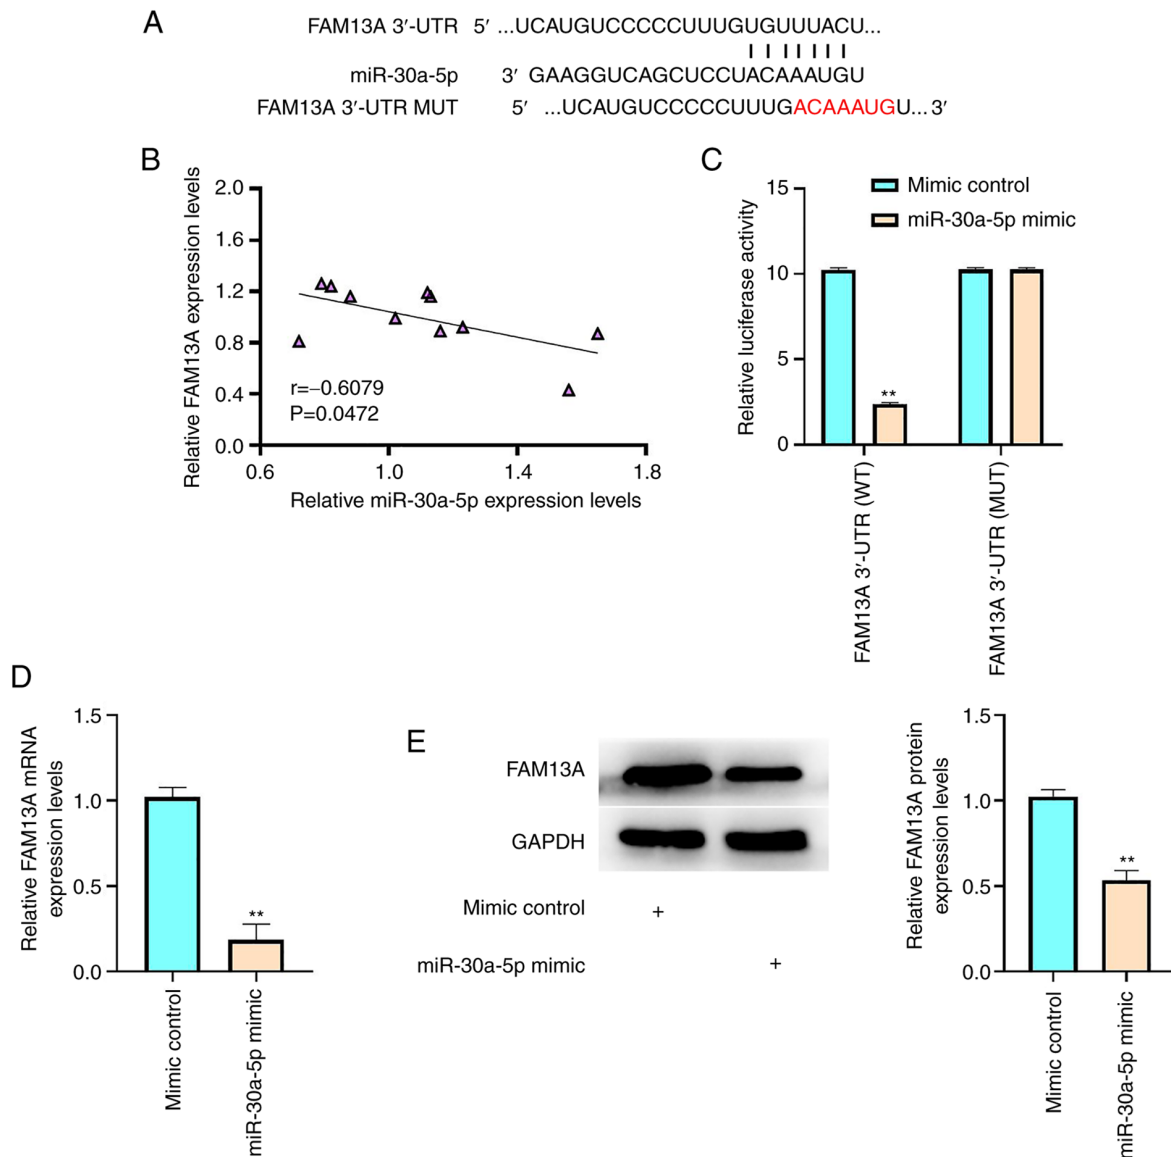 A
FAM13A 3′-UTR 5′ ...UCAUGUCCCCCUUUGUGUUUACU...
miR-30a-5p 3′ GAAGGUCAGCUCCUACAAAUGU
FAM13A 3′-UTR MUT 5′ ...UCAUGUCCCCCUUUGACAAAUGU... 3′
B
Relative FAM13A expression levels
2.0
1.6
1.2
0.8
0.4
0.0
r=−0.6079
P=0.0472
0.6 1.0 1.4 1.8
Relative miR-30a-5p expression levels
C
Mimic control
miR-30a-5p mimic
Relative luciferase activity
15
10
5
0
**
FAM13A 3′-UTR (WT)
FAM13A 3′-UTR (MUT)
D
Relative FAM13A mRNA
expression levels
1.5
1.0
0.5
0.0
**
Mimic control
miR-30a-5p mimic
E
FAM13A
GAPDH
Mimic control +
miR-30a-5p mimic +
Relative FAM13A protein
expression levels
1.5
1.0
0.5
0.0
**
Mimic control
miR-30a-5p mimic